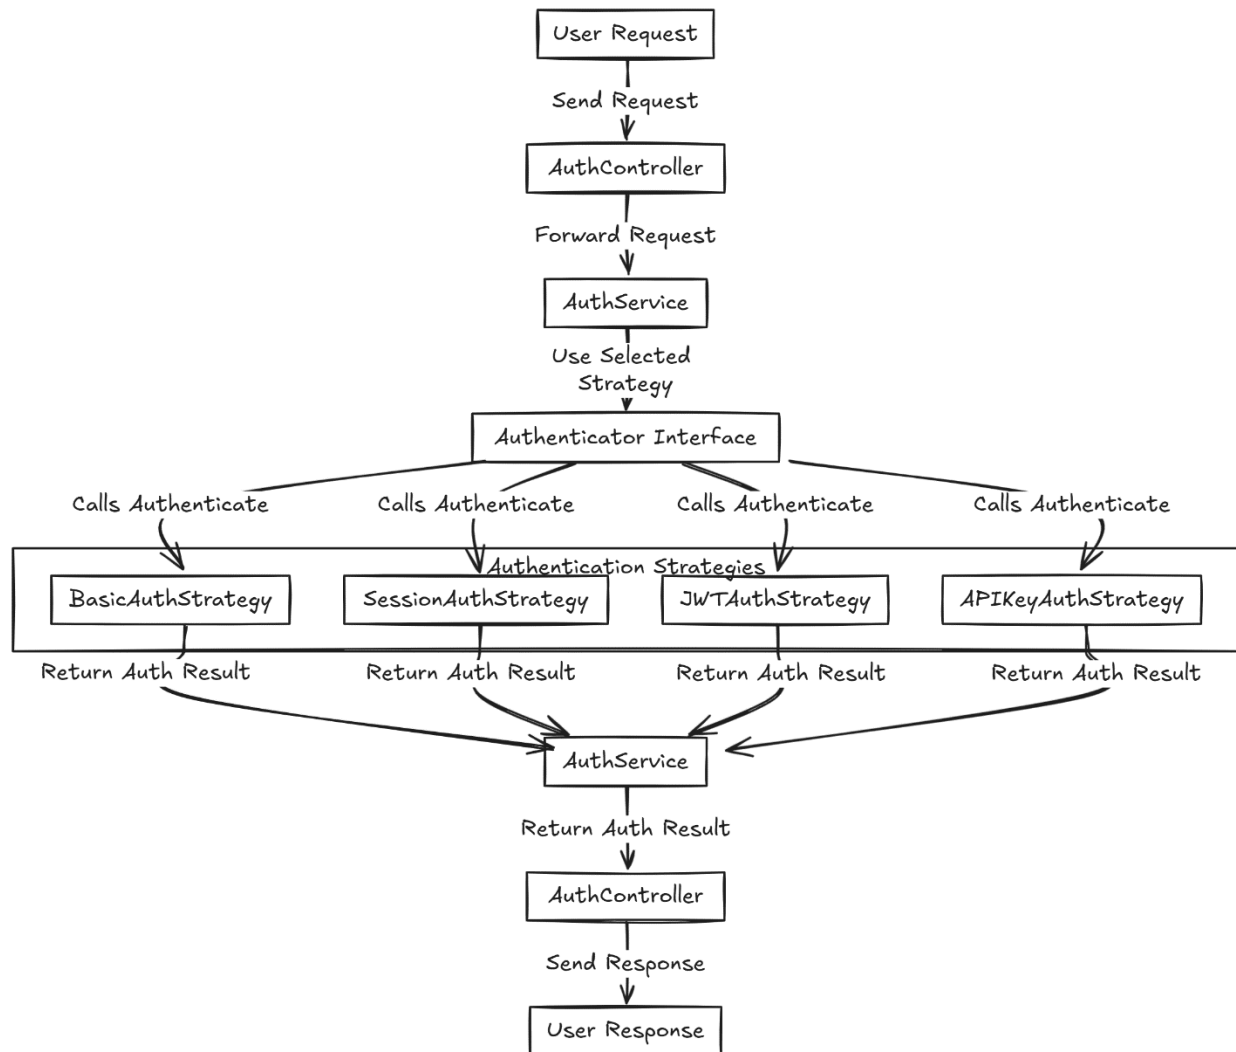 User Request
Send Request
AuthController
Forward Request
AuthService
Use Selected
Strategy
Authenticator Interface
Calls Authenticate
Calls Authenticate
Calls Authenticate
Calls Authenticate
Authentication Strategies
BasicAuthStrategy
SessionAuthStrategy
JWTAuthStrategy
APIKeyAuthStrategy
Return Auth Result
Return Auth Result
Return Auth Result
Return Auth Result
AuthService
Return Auth Result
AuthController
Send Response
User Response